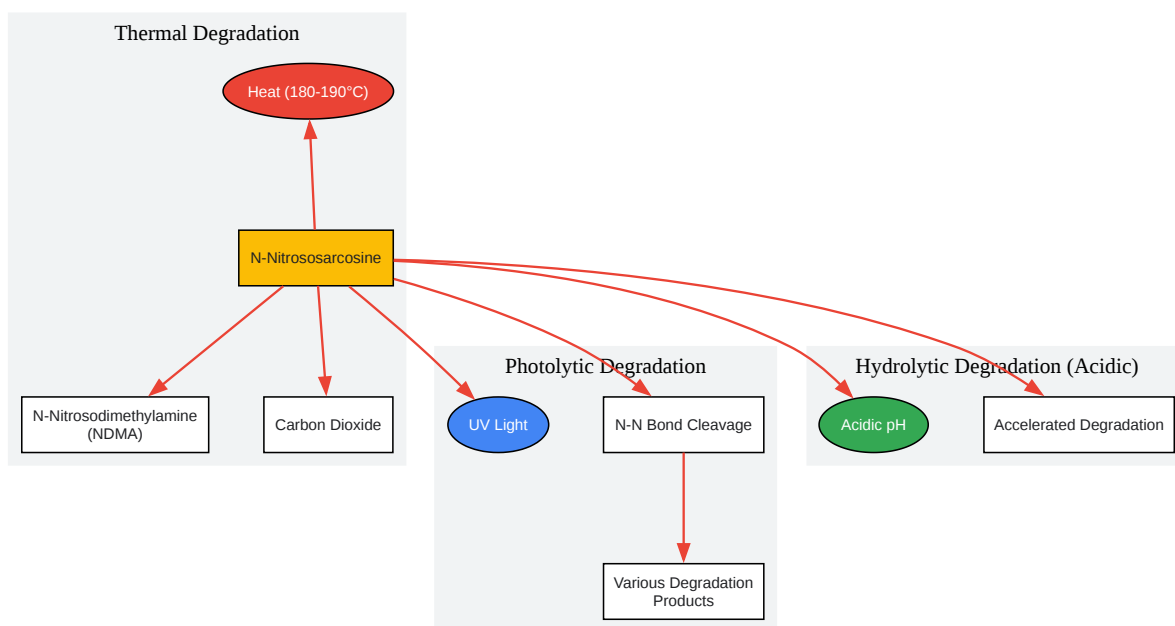 Thermal Degradation
Heat (180-190°C)
N-Nitrososarcosine
N-Nitrosodimethylamine
(NDMA)
Carbon Dioxide
Photolytic Degradation
UV Light
N-N Bond Cleavage
Various Degradation
Products
Hydrolytic Degradation (Acidic)
Acidic pH
Accelerated Degradation